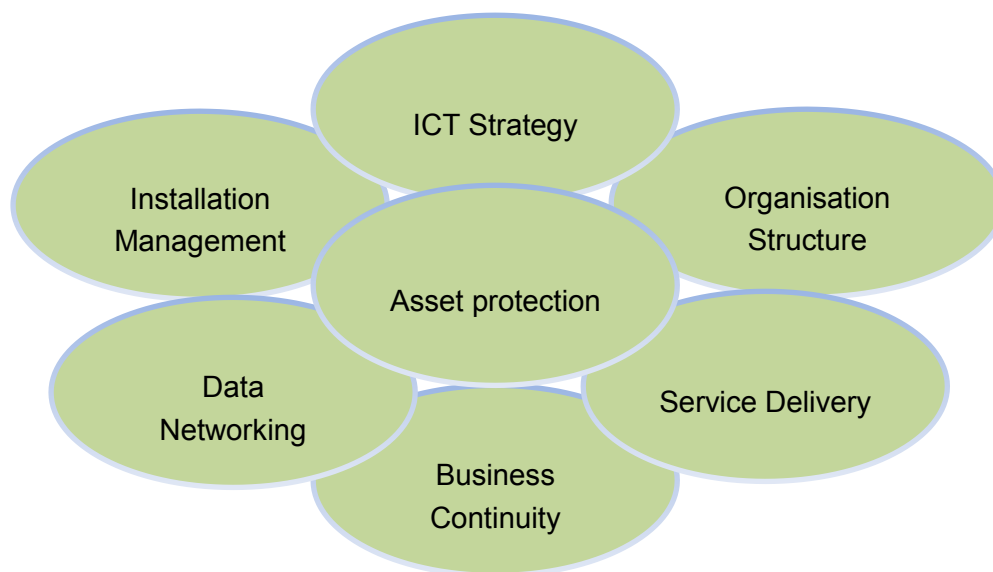 ICT Strategy
Installation
Management
Organisation
Structure
Asset protection
Data
Networking
Service Delivery
Business
Continuity